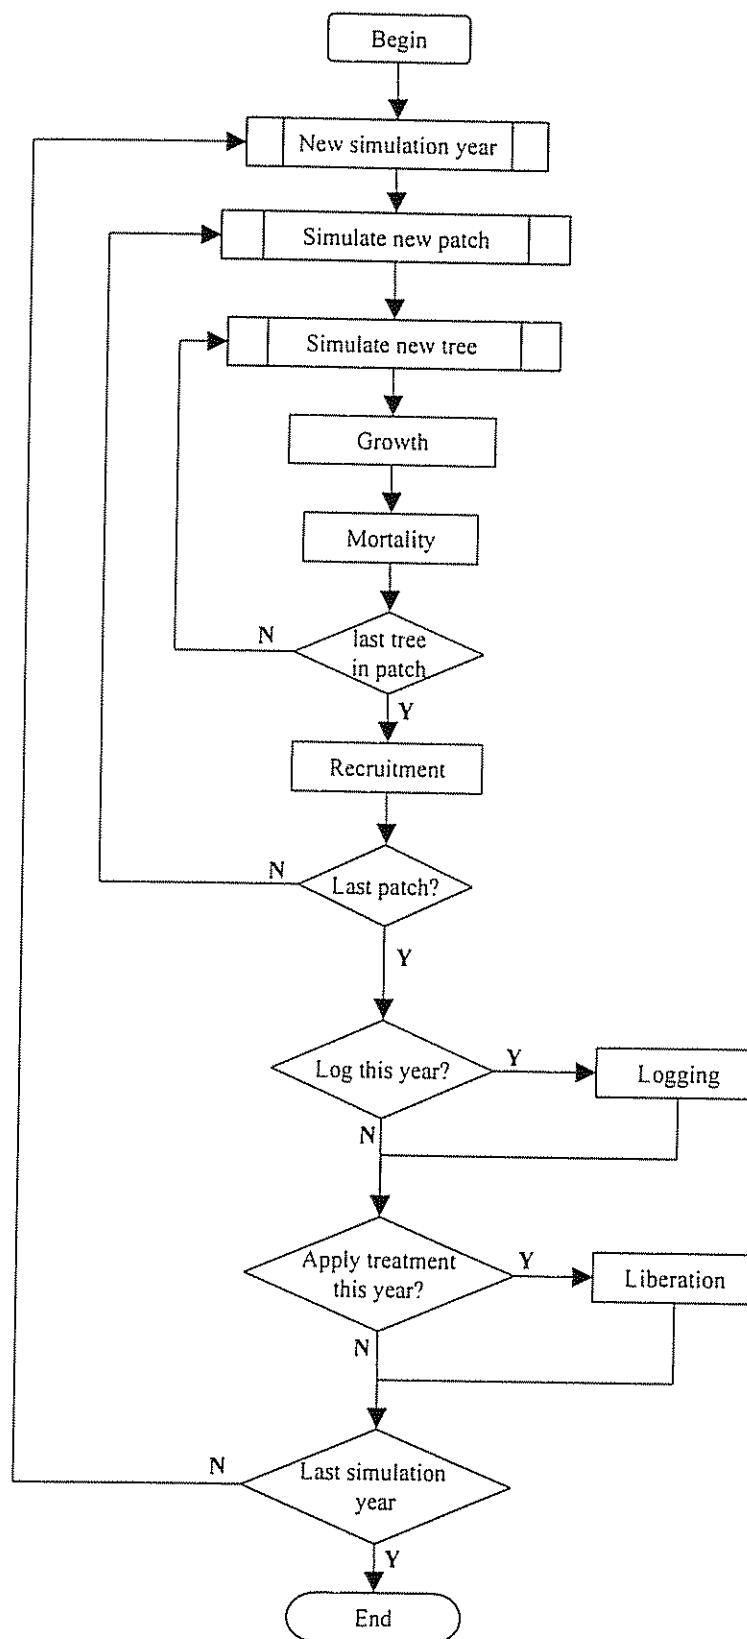 Begin
New simulation year
Simulate new patch
Simulate new tree
Growth
Mortality
N
last tree
in patch
Y
Recruitment
N
Last patch?
Y
Log this year?
Y
Logging
N
Apply treatment
this year?
Y
Liberation
N
N
Last simulation
year
Y
End